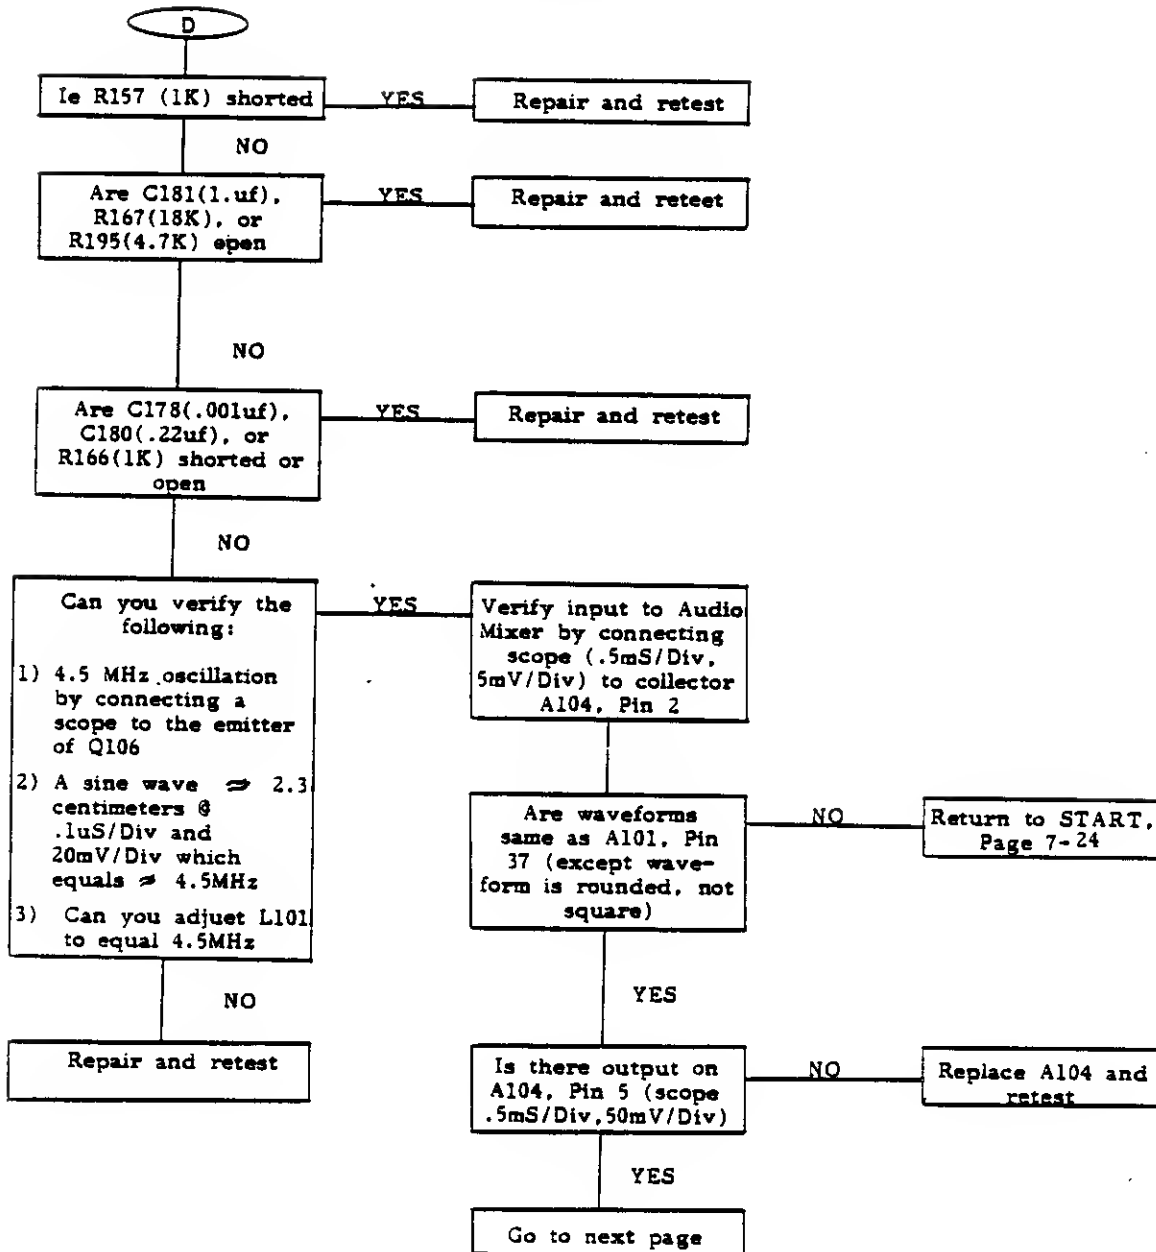 D
Ie R157 (1K) shorted
YES
Repair and retest
NO
Are C181(1.uf),
R167(18K), or
R195(4.7K) open
YES
Repair and reteet
NO
Are C178(.001uf),
C180(.22uf), or
R166(1K) shorted or
open
YES
Repair and retest
NO
Can you verify the
following:
1) 4.5 MHz oscillation
by connecting a
scope to the emitter
of Q106
2) A sine wave ≈ 2.3
centimeters @
.1uS/Div and
20mV/Div which
equals ≈ 4.5MHz
3) Can you adjuet L101
to equal 4.5MHz
NO
Repair and retest
YES
Verify input to Audio
Mixer by connecting
scope (.5mS/Div,
5mV/Div) to collector
A104, Pin 2
Are waveforms
same as A101, Pin
37 (except wave-
form is rounded, not
square)
NO
Return to START,
Page 7-24
YES
Is there output on
A104, Pin 5 (scope
.5mS/Div,50mV/Div)
NO
Replace A104 and
retest
YES
Go to next page